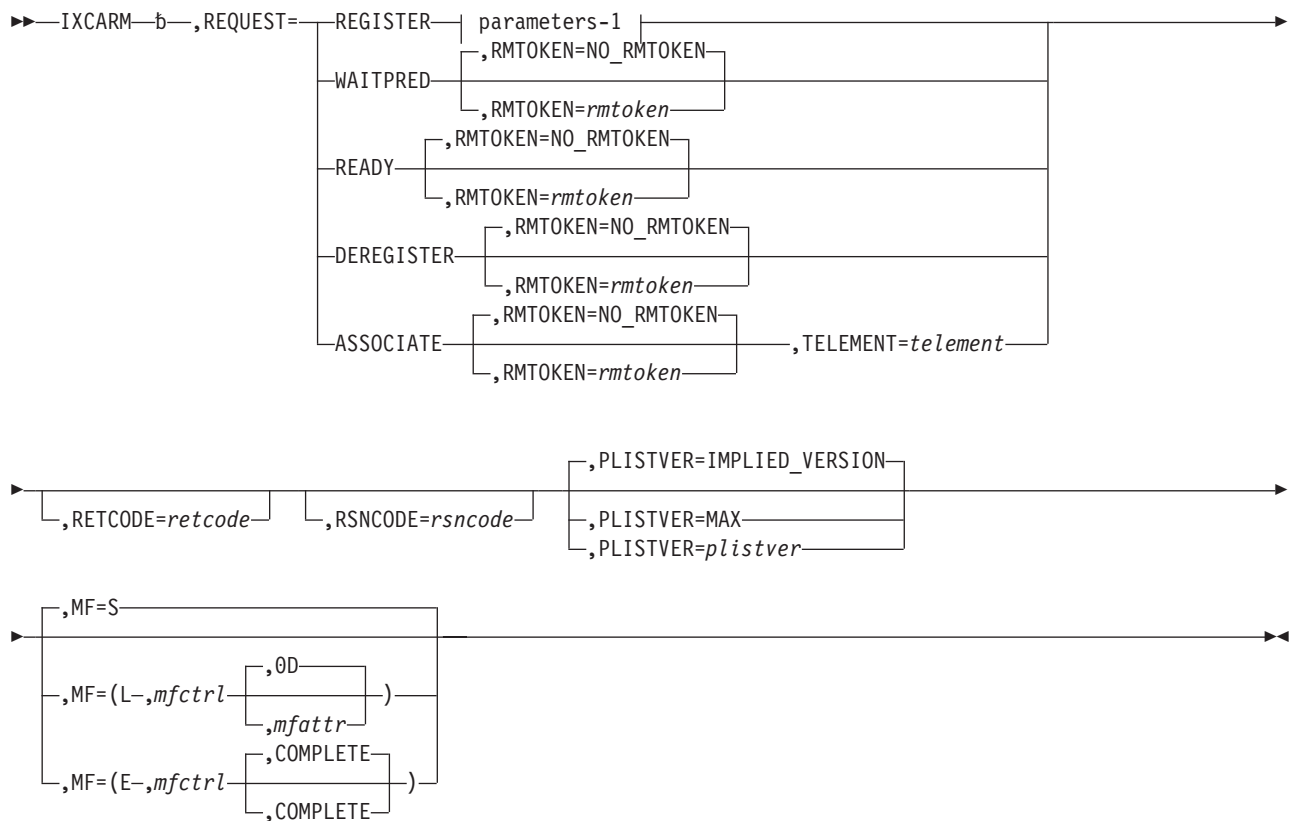 IXCARM ƀ ,REQUEST= REGISTER parameters-1
,RMTOKEN=NO_RMTOKEN
WAITPRED
,RMTOKEN=rmtoken
,RMTOKEN=NO_RMTOKEN
READY
,RMTOKEN=rmtoken
,RMTOKEN=NO_RMTOKEN
DEREGISTER
,RMTOKEN=rmtoken
,RMTOKEN=NO_RMTOKEN
ASSOCIATE ,TELEMENT=telement
,RMTOKEN=rmtoken
,PLISTVER=IMPLIED_VERSION
,RETCODE=retcode ,RSNCODE=rsncode ,PLISTVER=MAX
,PLISTVER=plistver
,MF=S
,0D
,MF=(L ,mfctrl )
,mfattr
,COMPLETE
,MF=(E ,mfctrl )
,COMPLETE